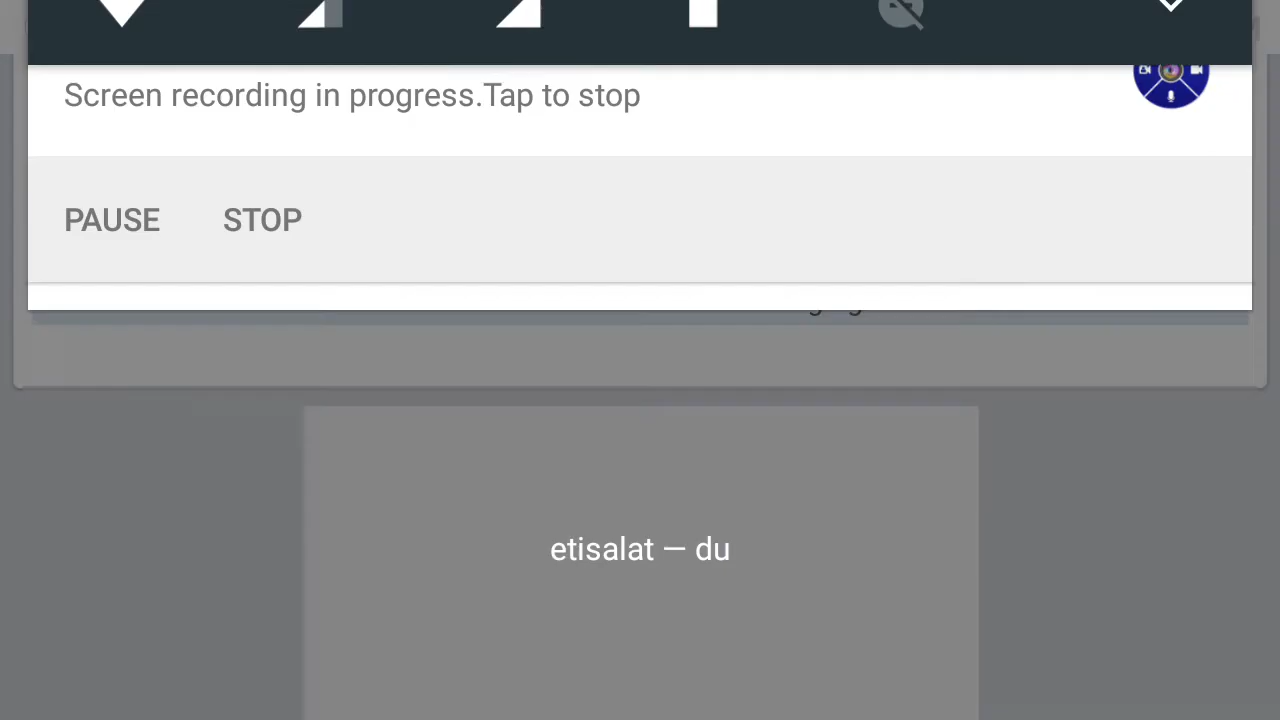 Screen recording in progress.Tap to stop
PAUSE STOP
etisalat — du